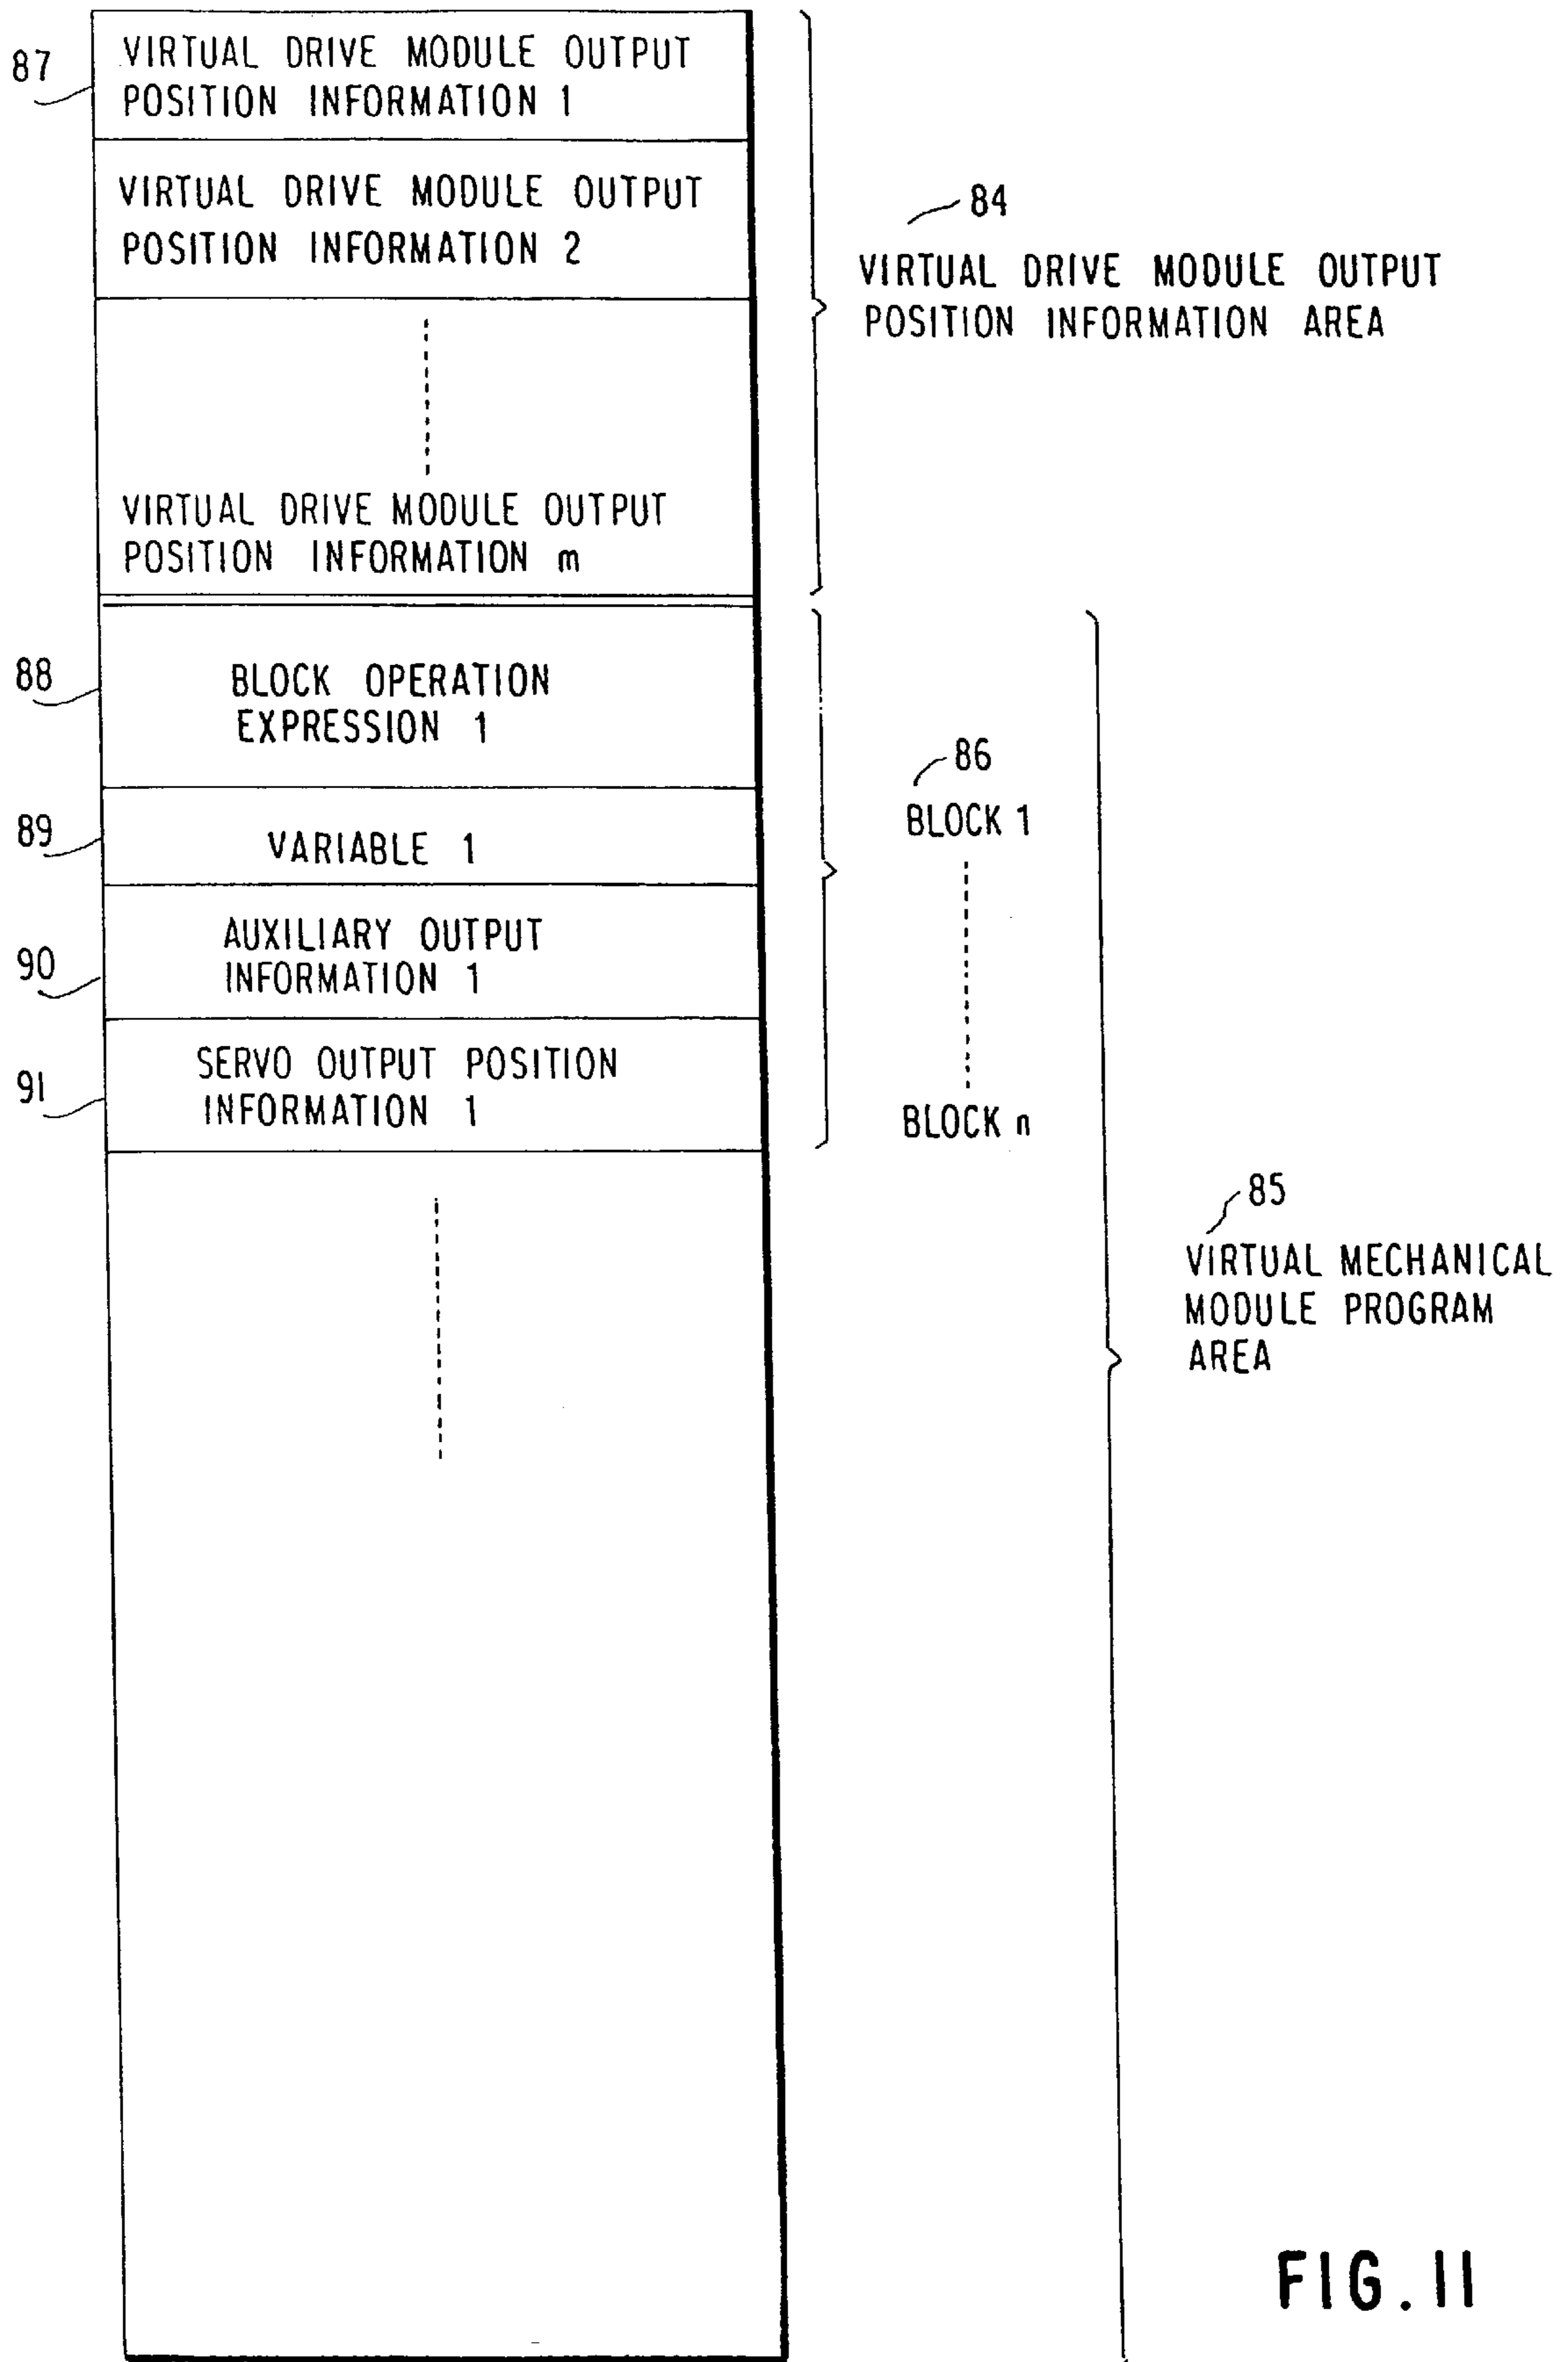 87
VIRTUAL DRIVE MODULE OUTPUT
POSITION INFORMATION 1
VIRTUAL DRIVE MODULE OUTPUT
POSITION INFORMATION 2
84
VIRTUAL DRIVE MODULE OUTPUT
POSITION INFORMATION AREA
VIRTUAL DRIVE MODULE OUTPUT
POSITION INFORMATION m
88
BLOCK OPERATION
EXPRESSION 1
86
BLOCK 1
89
VARIABLE 1
90
AUXILIARY OUTPUT
INFORMATION 1
91
SERVO OUTPUT POSITION
INFORMATION 1
BLOCK n
85
VIRTUAL MECHANICAL
MODULE PROGRAM
AREA
FIG. 11